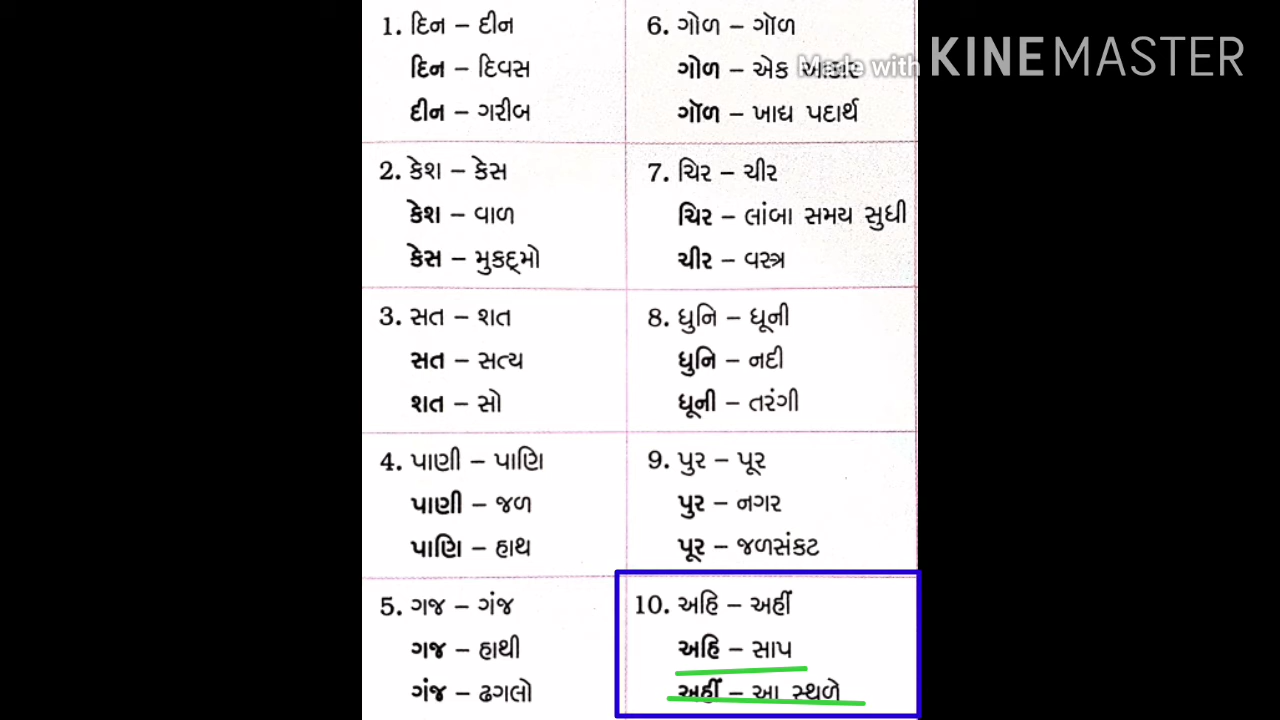 1. દિન – દીન
દિન – દિવસ
દીન – ગરીબ
2. કેશ – કેસ
કેશ – વાળ
કેસ – મુકદ્દમો
3. સત – શત
સત – સત્ય
શત – સો
4. પાણી – પાણિ
પાણી – જળ
પાણિ – હાથ
5. ગજ – ગંજ
ગજ – હાથી
ગંજ – ઢગલો
6. ગોળ – ગૉળ
ગોળ – એક આકાર
ગૉળ – ખાદ્ય પદાર્થ
7. ચિર – ચીર
ચિર – લાંબા સમય સુધી
ચીર – વસ્ત્ર
8. ધુનિ – ધૂની
ધુનિ – નદી
ધૂની – તરંગી
9. પુર – પૂર
પુર – નગર
પૂર – જળસંકટ
10. અહિ – અહીં
અહિ – સાપ
અહીં – આ સ્થળે
Made with KINEMASTER